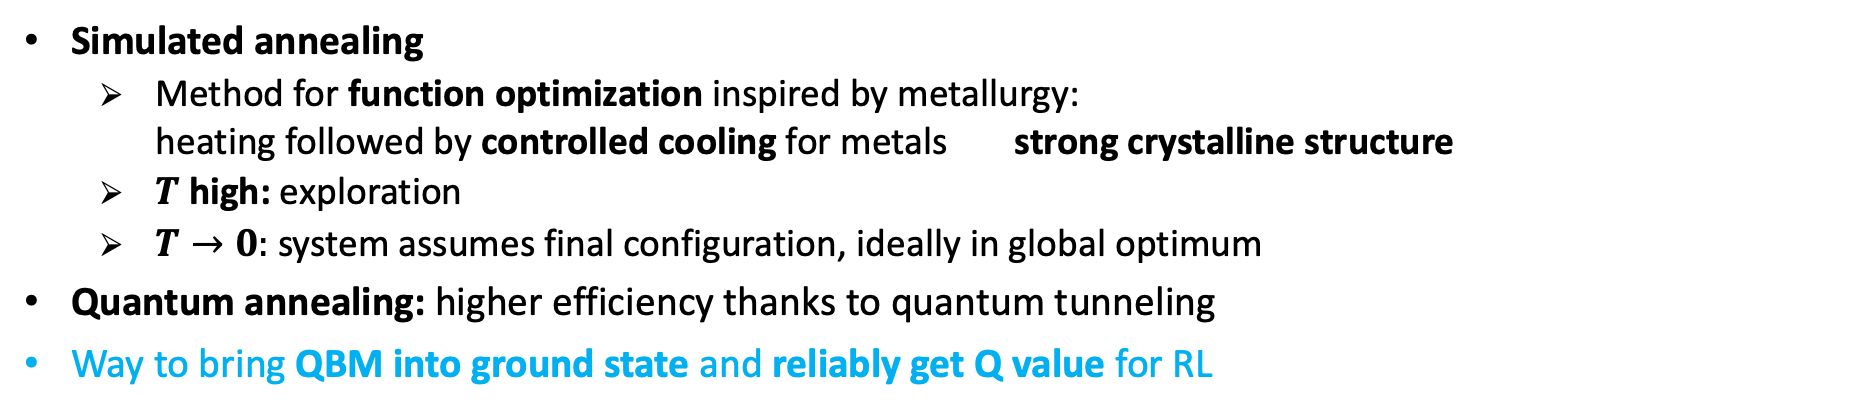 • Simulated annealing
➢ Method for function optimization inspired by metallurgy:
heating followed by controlled cooling for metals strong crystalline structure
➢ T high: exploration
➢ T → 0: system assumes final configuration, ideally in global optimum
• Quantum annealing: higher efficiency thanks to quantum tunneling
• Way to bring QBM into ground state and reliably get Q value for RL